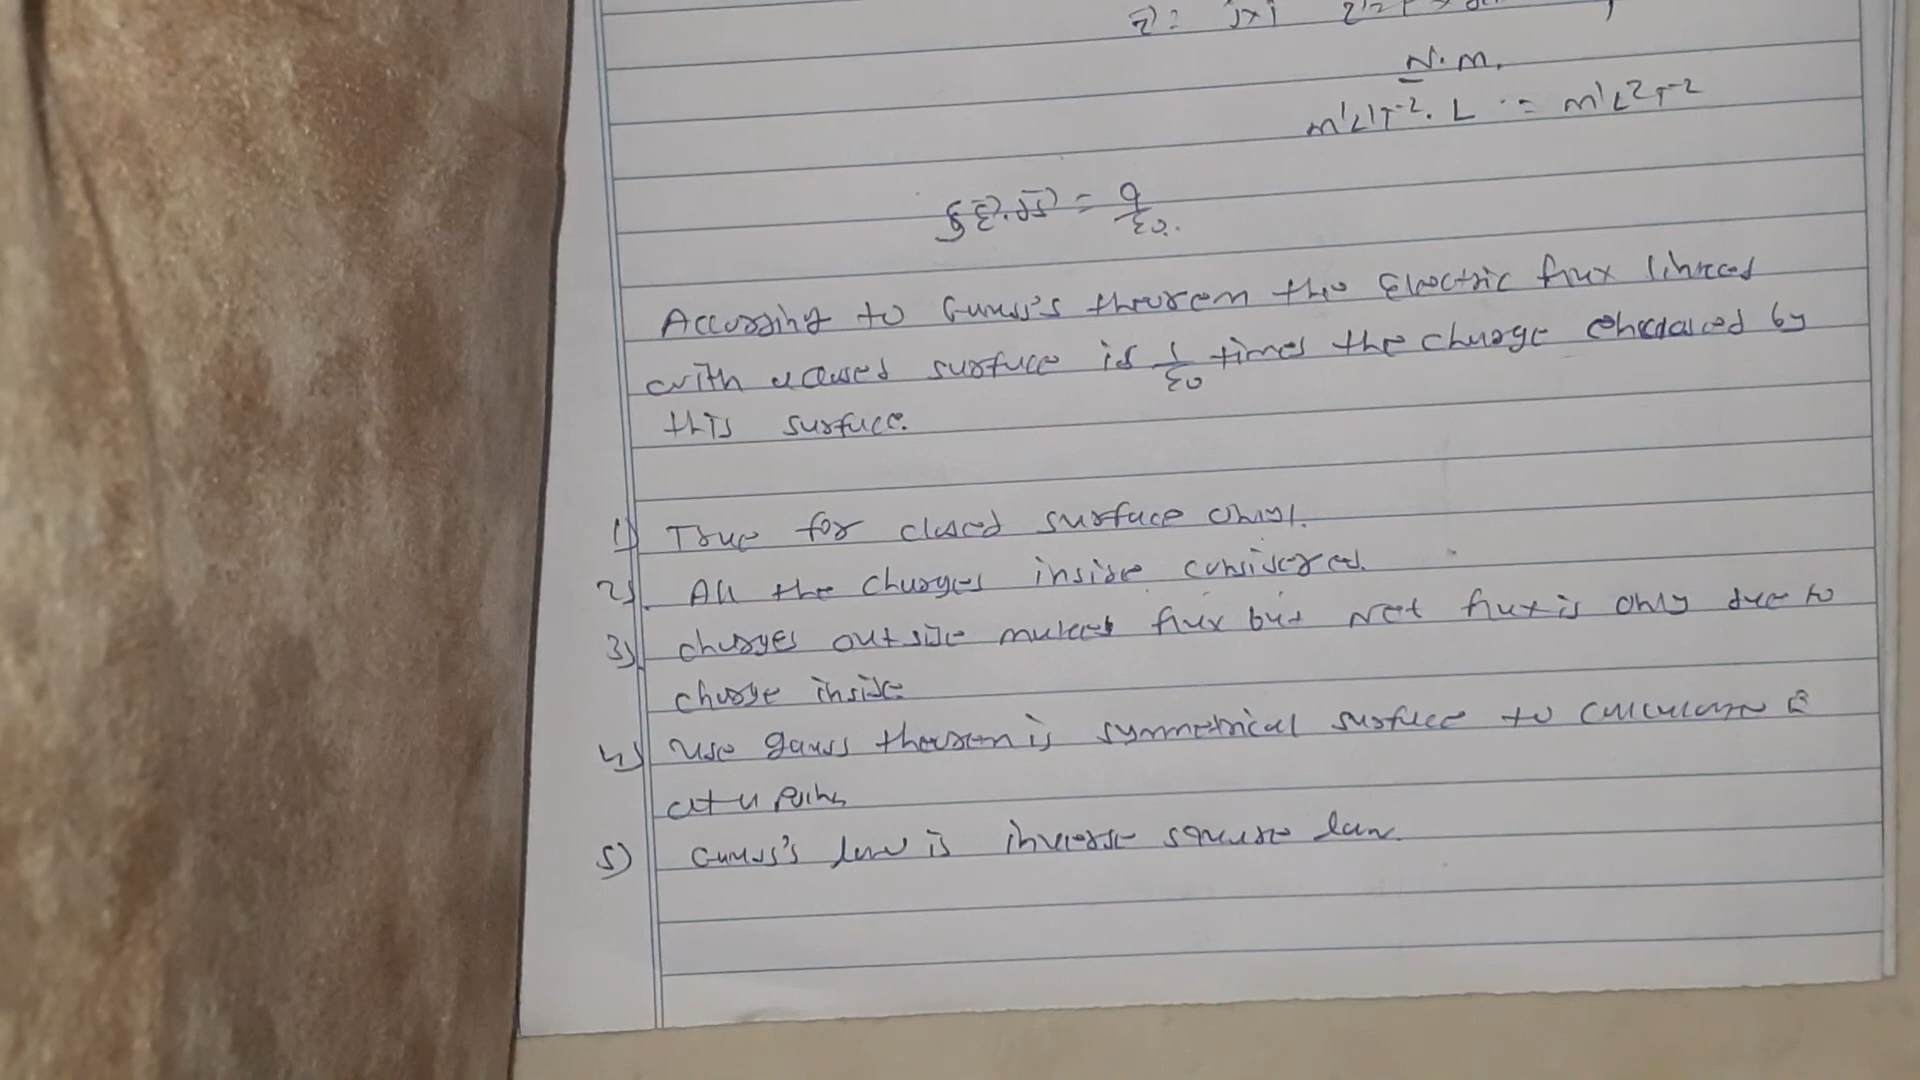 N. m.
m¹L¹T⁻². L = m¹L²T⁻²
∮E⃗.ds⃗ = q/ε0.
According to Gauss's theorem the Electric flux linked
with a closed surface is 1/ε0 times the charge enclosed by
this surface.
1) True for closed surface only.
2) All the charges inside considered.
3) charges outside makes flux but Net flux is only due to
charge inside
4) Use gauss theorem is symmetrical surface to calculate E⃗
at a point
5) Gauss's law is inverse square law